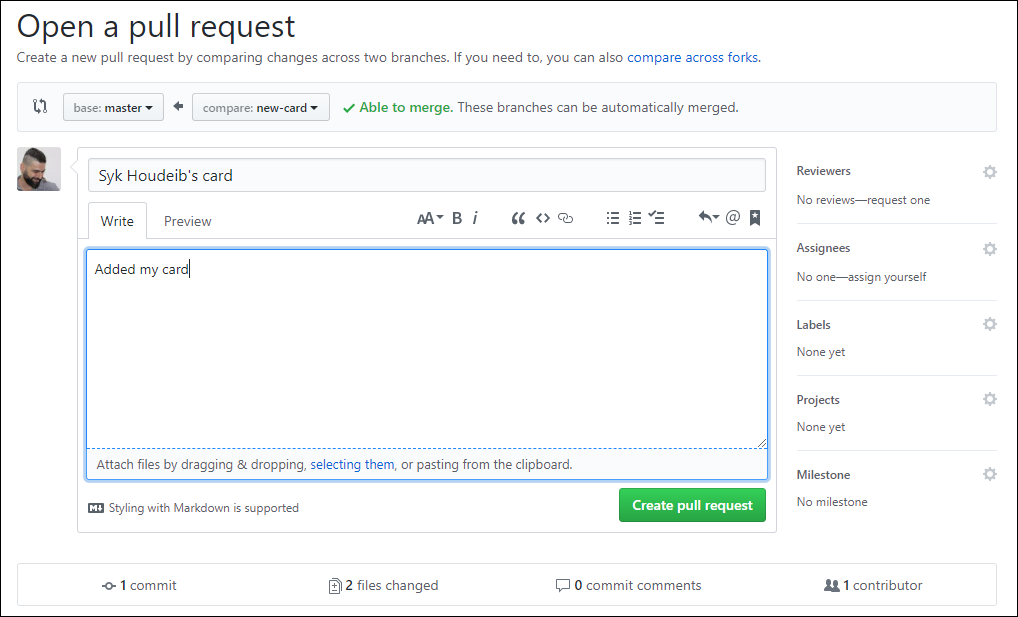 Open a pull request
Create a new pull request by comparing changes across two branches. If you need to, you can also compare across forks.
base: master compare: new-card Able to merge. These branches can be automatically merged.
Syk Houdeib's card
Write Preview AA B i @
Added my card
Attach files by dragging & dropping, selecting them, or pasting from the clipboard.
Styling with Markdown is supported
Create pull request
Reviewers
No reviews—request one
Assignees
No one—assign yourself
Labels
None yet
Projects
None yet
Milestone
No milestone
1 commit 2 files changed 0 commit comments 1 contributor